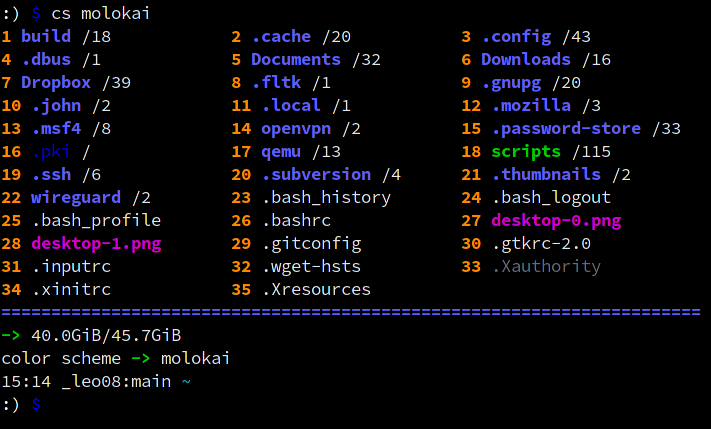 :) $ cs molokai
1 build /18 2 .cache /20 3 .config /43
4 .dbus /1 5 Documents /32 6 Downloads /16
7 Dropbox /39 8 .fltk /1 9 .gnupg /20
10 .john /2 11 .local /1 12 .mozilla /3
13 .msf4 /8 14 openvpn /2 15 .password-store /33
16 .pki / 17 qemu /13 18 scripts /115
19 .ssh /6 20 .subversion /4 21 .thumbnails /2
22 wireguard /2 23 .bash_history 24 .bash_logout
25 .bash_profile 26 .bashrc 27 desktop-0.png
28 desktop-1.png 29 .gitconfig 30 .gtkrc-2.0
31 .inputrc 32 .wget-hsts 33 .Xauthority
34 .xinitrc 35 .Xresources
======================================================================
-> 40.0GiB/45.7GiB
color scheme -> molokai
15:14 _leo08:main ~
:) $